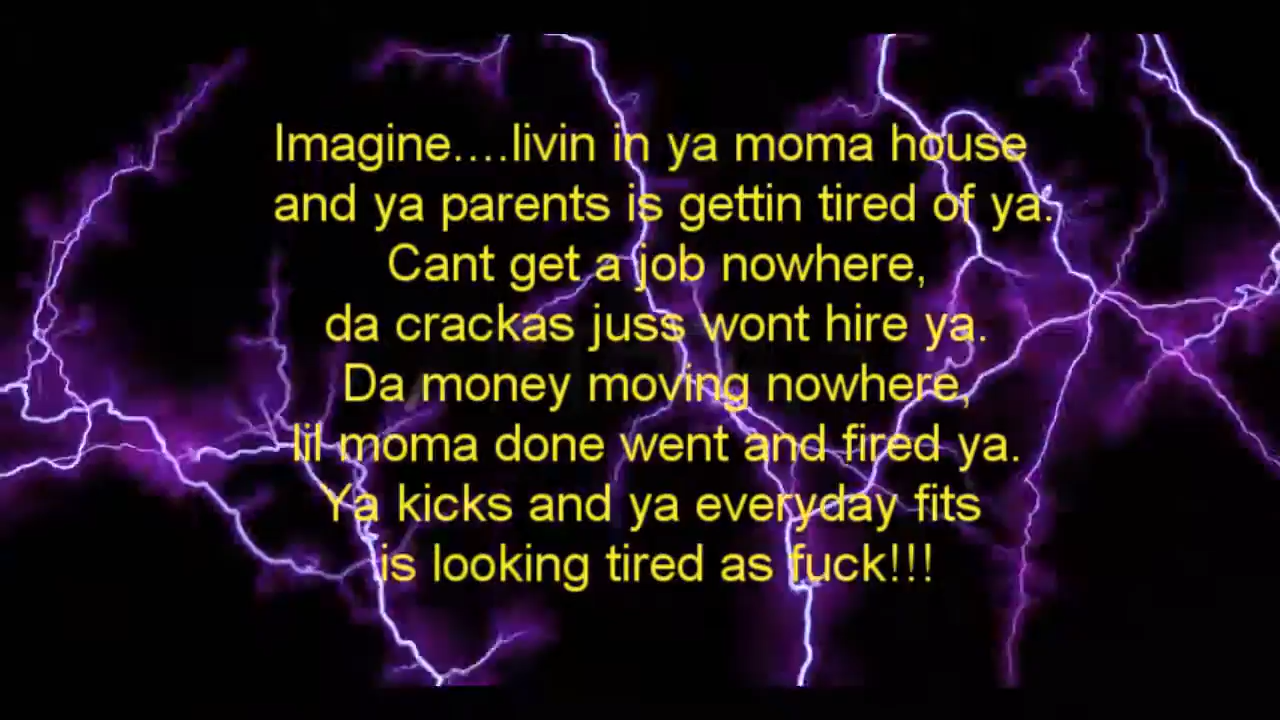 Imagine....livin in ya moma house
and ya parents is gettin tired of ya.
Cant get a job nowhere,
da crackas juss wont hire ya.
Da money moving nowhere,
lil moma done went and fired ya.
Ya kicks and ya everyday fits
is looking tired as fuck!!!